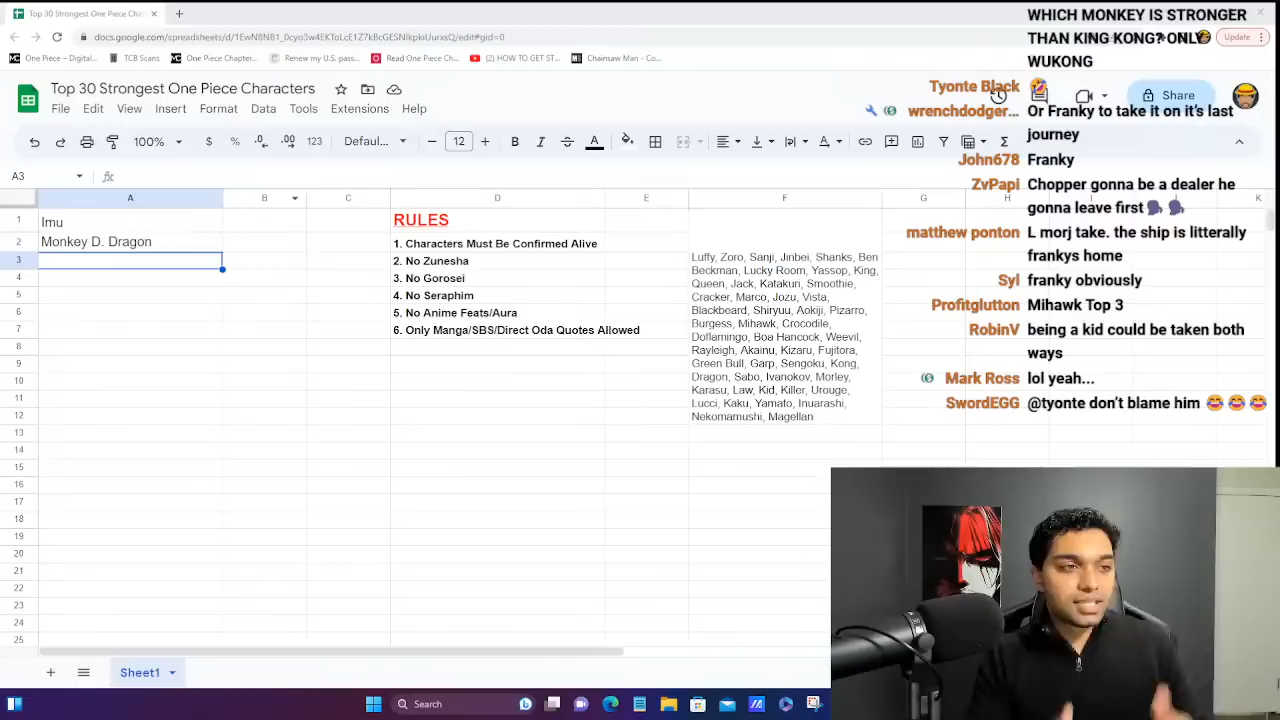 Top 30 Strongest One Piece Chara
docs.google.com/spreadsheets/d/
Update
One Piece – Digital...
TCB Scans
One Piece Chapter...
Renew my U.S. pass...
Read One Piece Ch...
(2) HOW TO GET ST...
Chainsaw Man - Co...
Top 30 Strongest One Piece Characters
File Edit View Insert Format Data Tools Extensions Help
Share
100% $ % .0 .00 123 Defaul... 12 B I A
A3
fx
A B C D E F G H K
1 Imu
RULES
2 Monkey D. Dragon
1. Characters Must Be Confirmed Alive
2. No Zunesha
3. No Gorosei
4. No Seraphim
5. No Anime Feats/Aura
6. Only Manga/SBS/Direct Oda Quotes Allowed
Luffy, Zoro, Sanji, Jinbei, Shanks, Ben
Beckman, Lucky Room, Yassop, King,
Queen, Jack, Katakuri, Smoothie,
Cracker, Marco, Jozu, Vista,
Blackboard, Shiryuu, Aokiji, Pizarro,
Burgess, Mihawk, Crocodile,
Doflamingo, Boa Hancock, Weevil,
Rayleigh, Akainu, Kizaru, Fujitora,
Green Bull, Garp, Sengoku, Kong,
Dragon, Sabo, Ivanokov, Morley,
Karasu, Law, Kid, Killer, Urouge,
Lucci, Kaku, Yamato, Inuarashi,
Nekomamushi, Magellan
3
4
5
6
7
8
9
10
11
12
13
14
15
16
17
18
19
20
21
22
23
24
25
WHICH MONKEY IS STRONGER
THAN KING KONG? ONLY
WUKONG
Tyonte Black 🤣
wrenchdodger... Or Franky to take it on it's last
journey
John678 Franky
ZvPapi Chopper gonna be a dealer he
gonna leave first🗣️🗣️
matthew ponton L morj take. the ship is litterally
frankys home
Syl franky obviously
Profitglutton Mihawk Top 3
RobinV being a kid could be taken both
ways
Mark Ross lol yeah...
SwordEGG @tyonte don't blame him 😂😂😂
Sheet1
Search